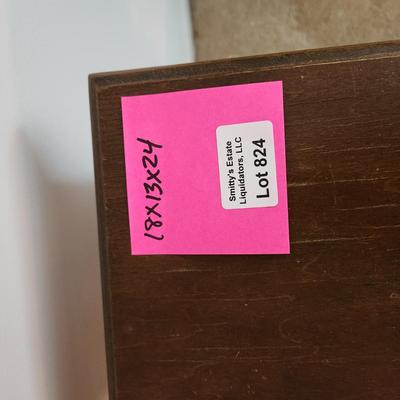 18X13X24
Smitty's Estate
Liquidators, LLC
Lot 824